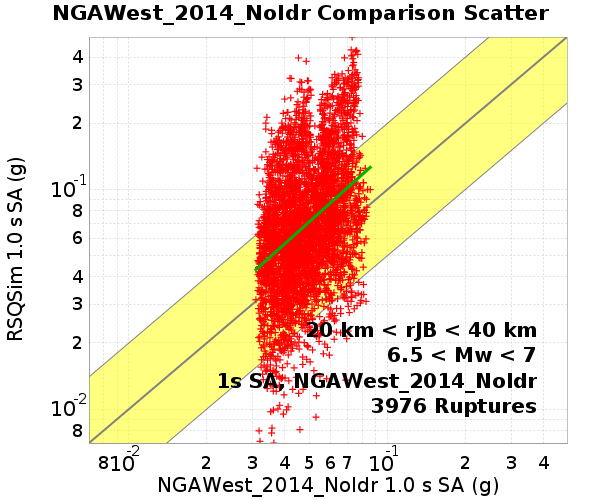 NGAWest_2014_NoIdr Comparison Scatter
RSQSim 1.0 s SA (g)
4
3
2
10-1
8
6
4
3
2
10-2
8
20 km < rJB < 40 km
6.5 < Mw < 7
1s SA, NGAWest_2014_NoIdr
3976 Ruptures
8 10-2 2 3 4 5 6 7 10-1 2 3 4
NGAWest_2014_NoIdr 1.0 s SA (g)